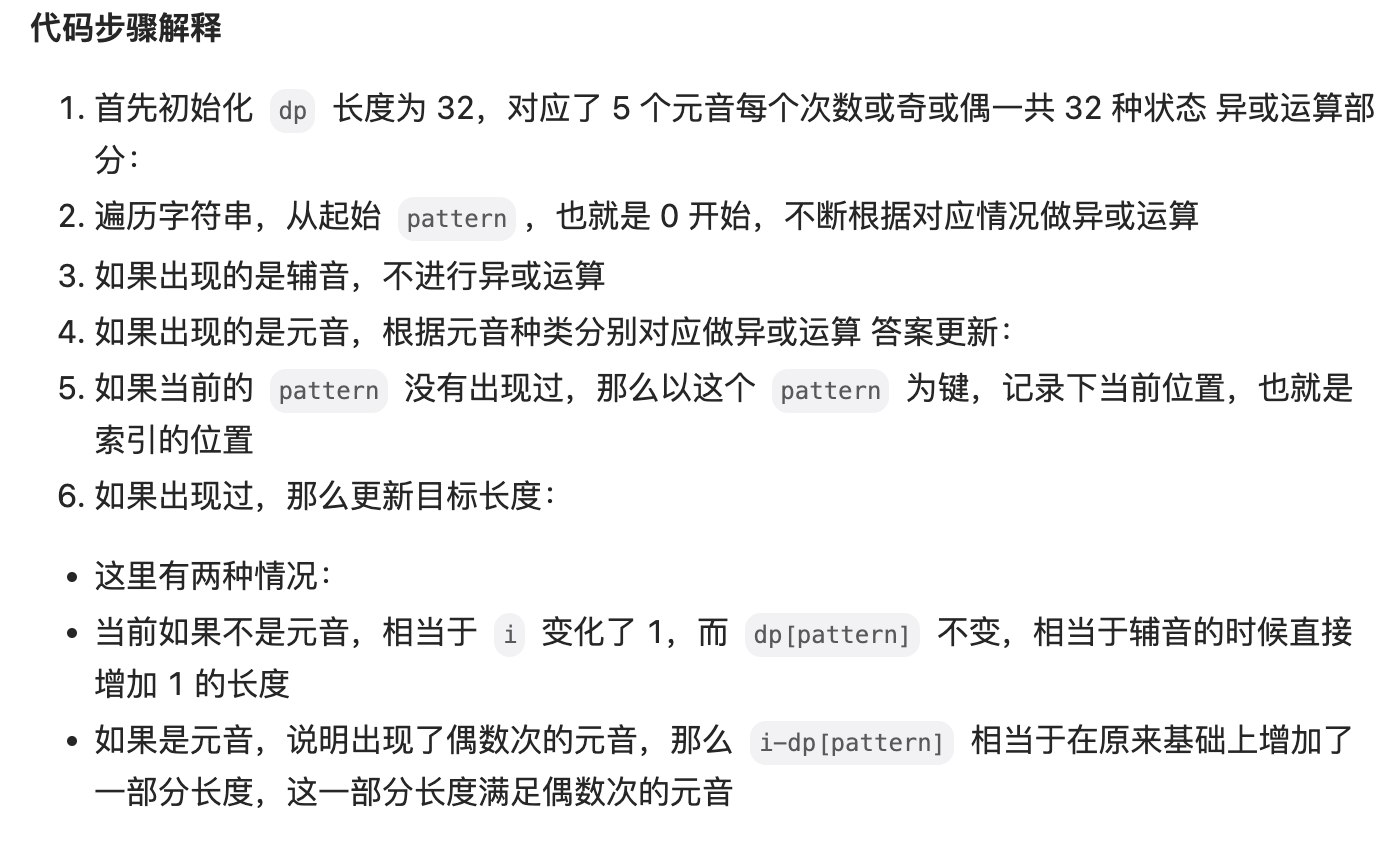 代码步骤解释
1. 首先初始化 dp 长度为 32，对应了 5 个元音每个次数或奇或偶一共 32 种状态 异或运算部
分：
2. 遍历字符串，从起始 pattern ，也就是 0 开始，不断根据对应情况做异或运算
3. 如果出现的是辅音，不进行异或运算
4. 如果出现的是元音，根据元音种类分别对应做异或运算 答案更新：
5. 如果当前的 pattern 没有出现过，那么以这个 pattern 为键，记录下当前位置，也就是
索引的位置
6. 如果出现过，那么更新目标长度：
• 这里有两种情况：
• 当前如果不是元音，相当于 i 变化了 1，而 dp[pattern] 不变，相当于辅音的时候直接
增加 1 的长度
• 如果是元音，说明出现了偶数次的元音，那么 i-dp[pattern] 相当于在原来基础上增加了
一部分长度，这一部分长度满足偶数次的元音